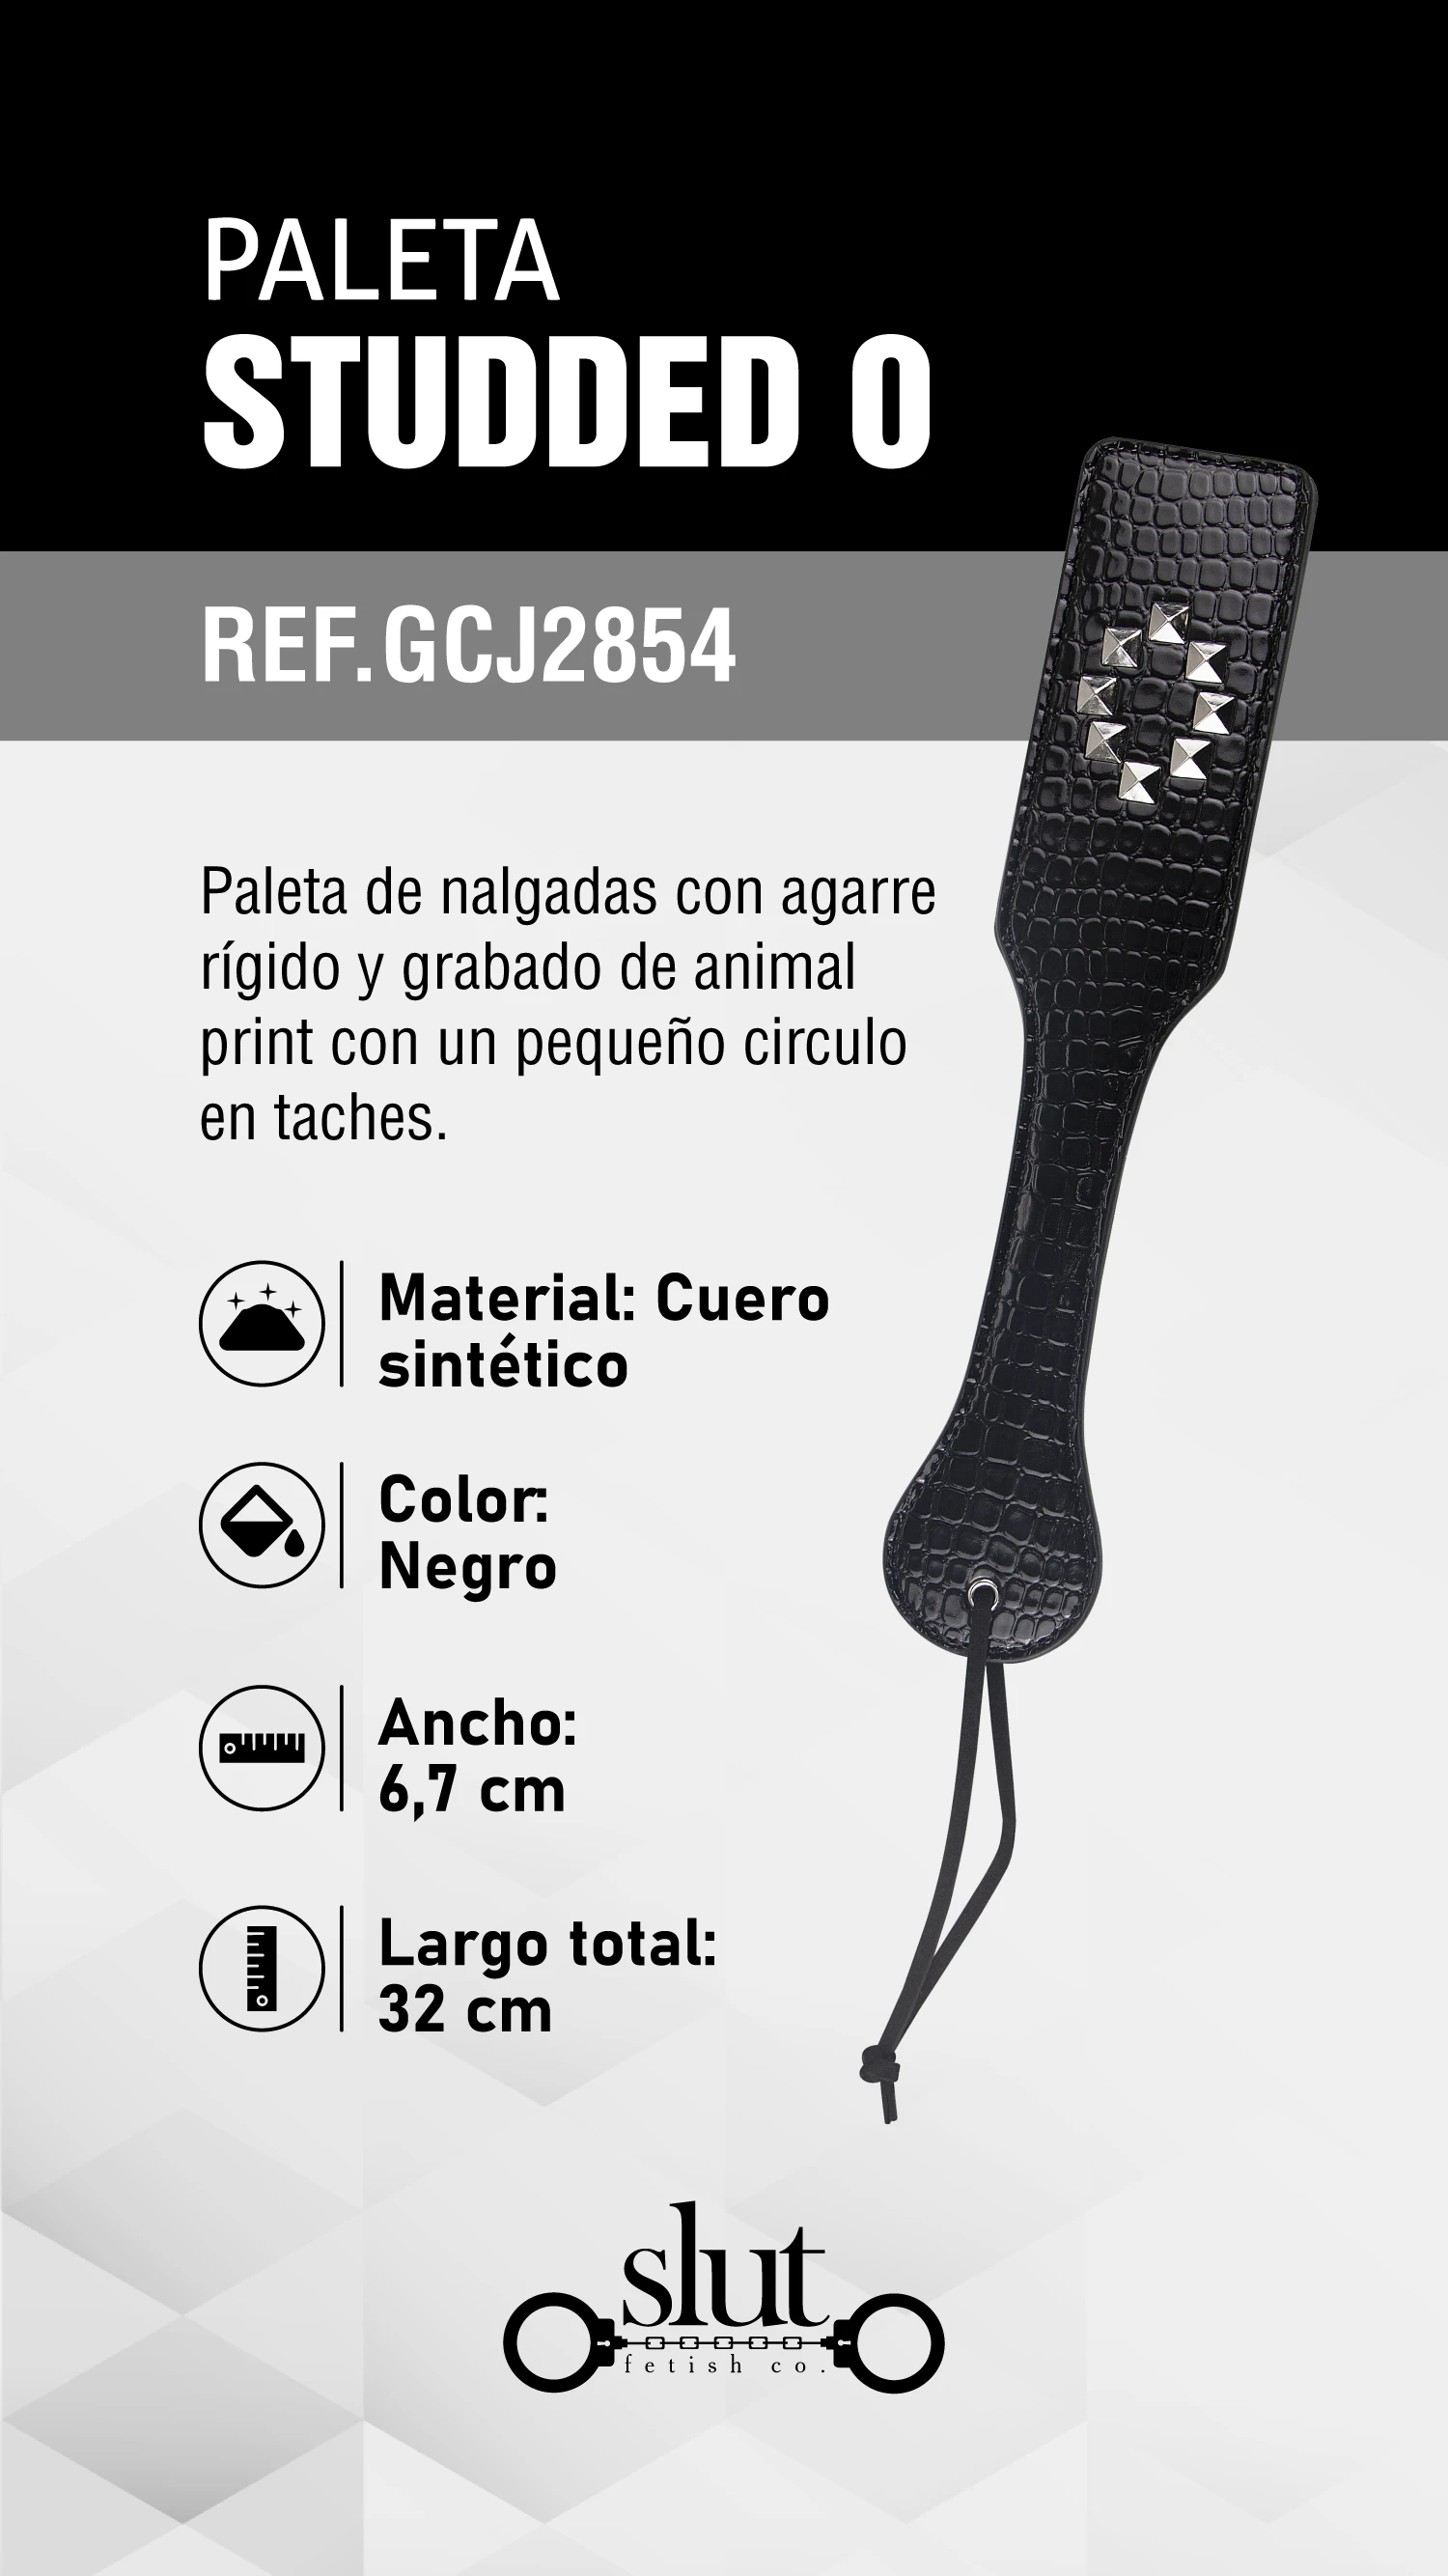 PALETA
STUDDED O
REF.GCJ2854
Paleta de nalgadas con agarre
rígido y grabado de animal
print con un pequeño circulo
en taches.
Material: Cuero
sintético
Color:
Negro
Ancho:
6,7 cm
Largo total:
32 cm
slut
fetish co.